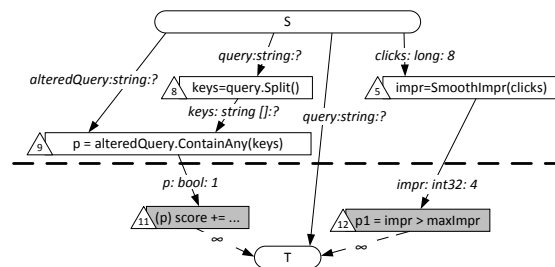 S
query:string:?
clicks: long: 8
alteredQuery:string:?
8 keys=query.Split()
5 impr=SmoothImpr(clicks)
keys: string []:?
query:string:?
9 p = alteredQuery.ContainAny(keys)
p: bool: 1
impr: int32: 4
11 (p) score += ...
12 p1 = impr > maxImpr
∞ ∞
T